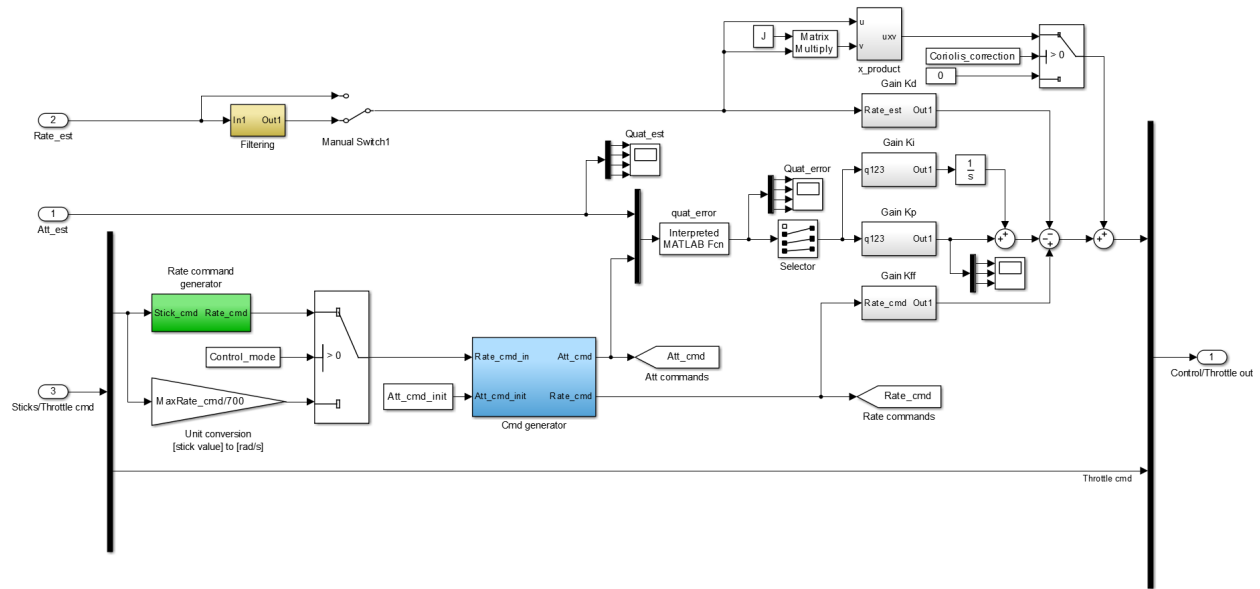 J
Matrix
Multiply
u
v
uxv
x_product
Coriolis_correction
> 0
0
2
Rate_est
In1 Out1
Filtering
Manual Switch1
Gain Kd
Rate_est Out1
Quat_est
Gain Ki
q123 Out1
1
s
Quat_error
1
Att_est
quat_error
Interpreted
MATLAB Fcn
Selector
Gain Kp
q123 Out1
+
+
−
−
+
+
+
Gain Kff
Rate_cmd Out1
Rate command
generator
Stick_cmd Rate_cmd
Control_mode
> 0
Rate_cmd_in Att_cmd
Att_cmd_init Rate_cmd
Cmd generator
Att_cmd_init
Att_cmd
Att commands
Rate_cmd
Rate commands
3
Sticks/Throttle cmd
MaxRate_cmd/700
Unit conversion
[stick value] to [rad/s]
1
Control/Throttle out
Throttle cmd